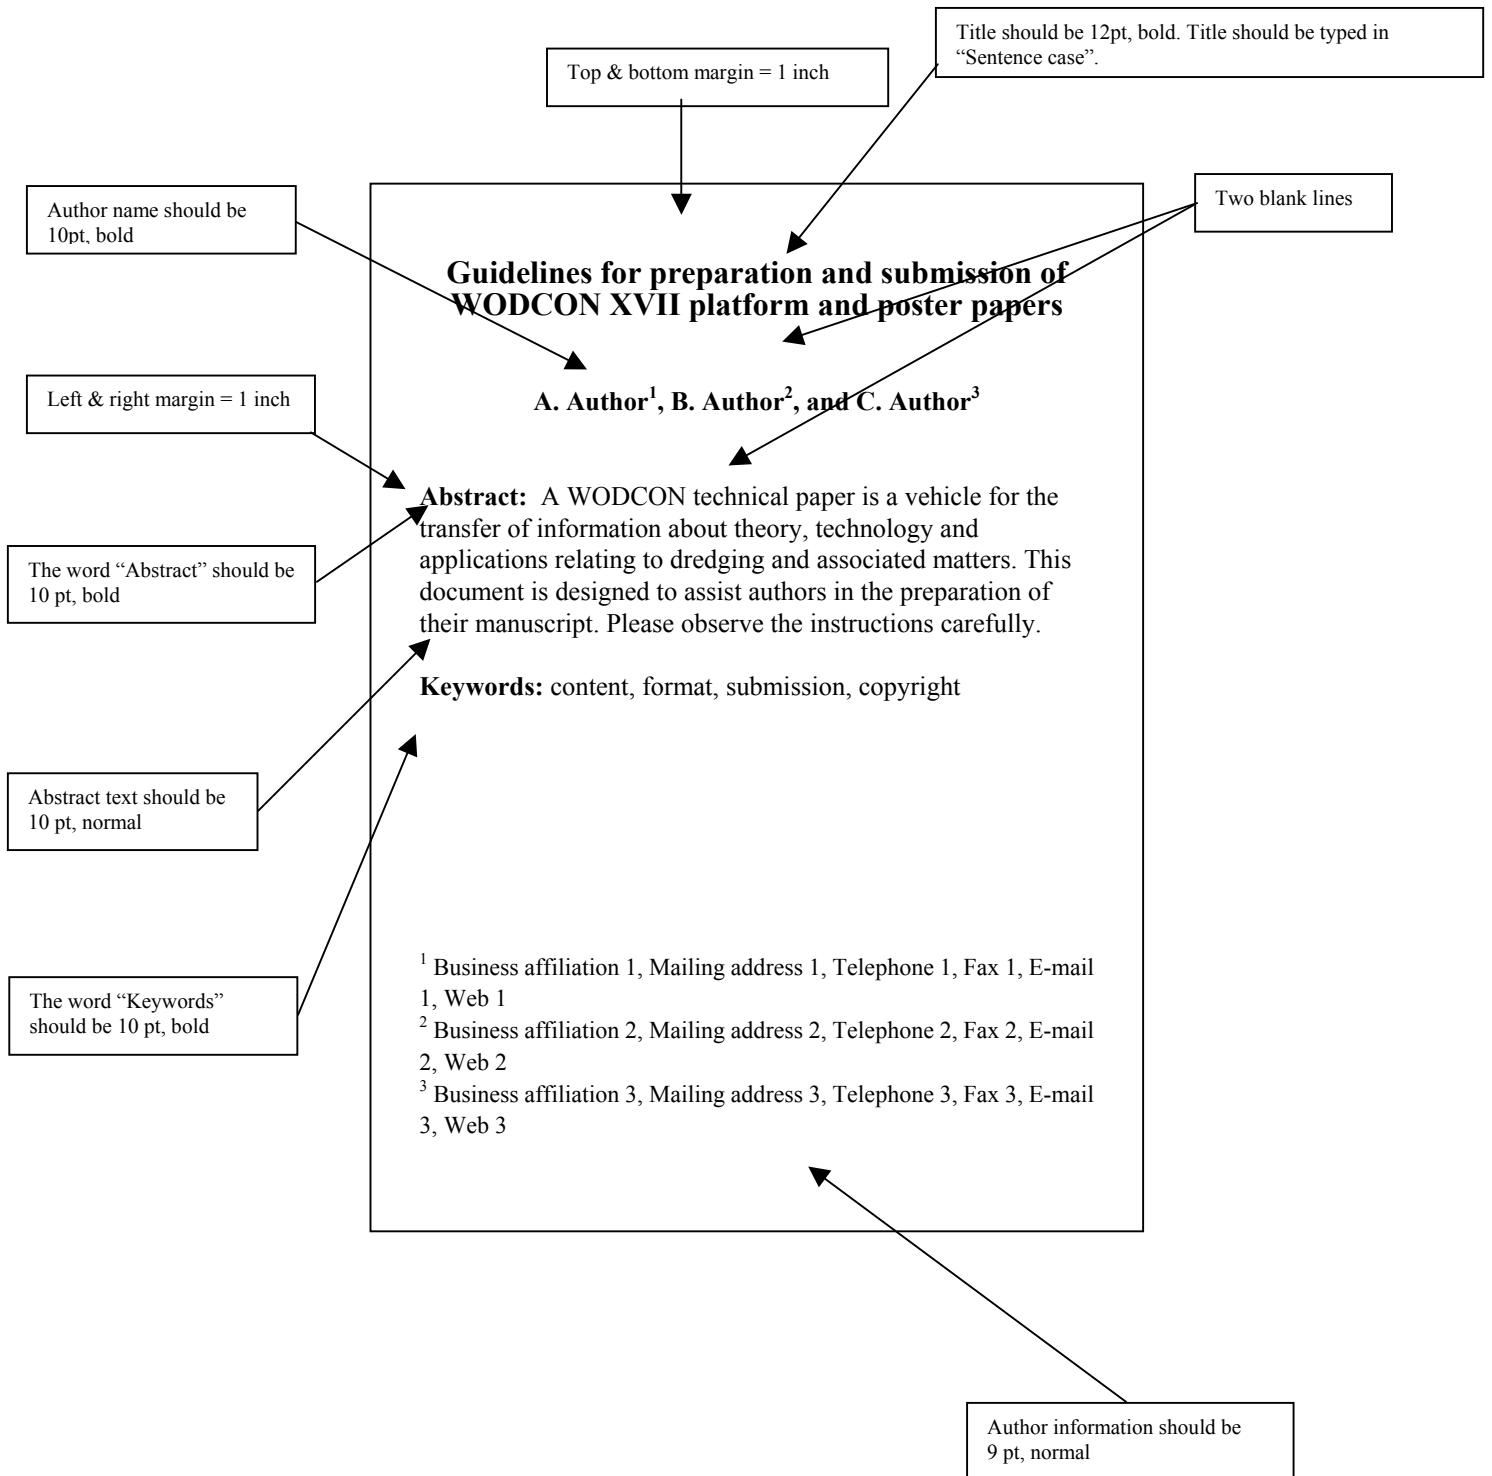 Title should be 12pt, bold. Title should be typed in
“Sentence case”.
Top & bottom margin = 1 inch
Author name should be
10pt, bold
Two blank lines
Guidelines for preparation and submission of
WODCON XVII platform and poster papers
Left & right margin = 1 inch
A. Author¹, B. Author², and C. Author³
Abstract:  A WODCON technical paper is a vehicle for the
transfer of information about theory, technology and
applications relating to dredging and associated matters. This
document is designed to assist authors in the preparation of
their manuscript. Please observe the instructions carefully.
The word “Abstract” should be
10 pt, bold
Keywords: content, format, submission, copyright
Abstract text should be
10 pt, normal
The word “Keywords”
should be 10 pt, bold
¹ Business affiliation 1, Mailing address 1, Telephone 1, Fax 1, E-mail
1, Web 1
² Business affiliation 2, Mailing address 2, Telephone 2, Fax 2, E-mail
2, Web 2
³ Business affiliation 3, Mailing address 3, Telephone 3, Fax 3, E-mail
3, Web 3
Author information should be
9 pt, normal